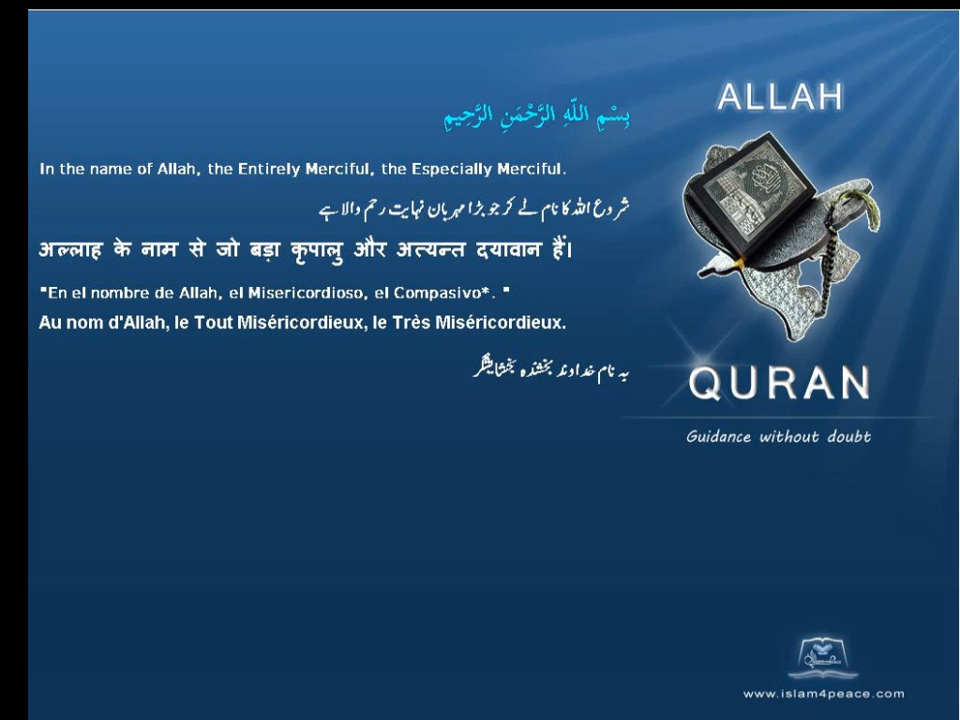 بِسْمِ اللّهِ الرَّحْمَنِ الرَّحِيمِ
In the name of Allah, the Entirely Merciful, the Especially Merciful.
شروع الله کا نام لے کر جو بڑا مہربان نہایت رحم والا ہے
अल्लाह के नाम से जो बड़ा कृपालु और अत्यन्त दयावान हैं।
"En el nombre de Allah, el Misericordioso, el Compasivo*. "
Au nom d'Allah, le Tout Miséricordieux, le Très Miséricordieux.
به نام خداوند بخشنده بخشایشگر
ALLAH
QURAN
Guidance without doubt
www.islam4peace.com